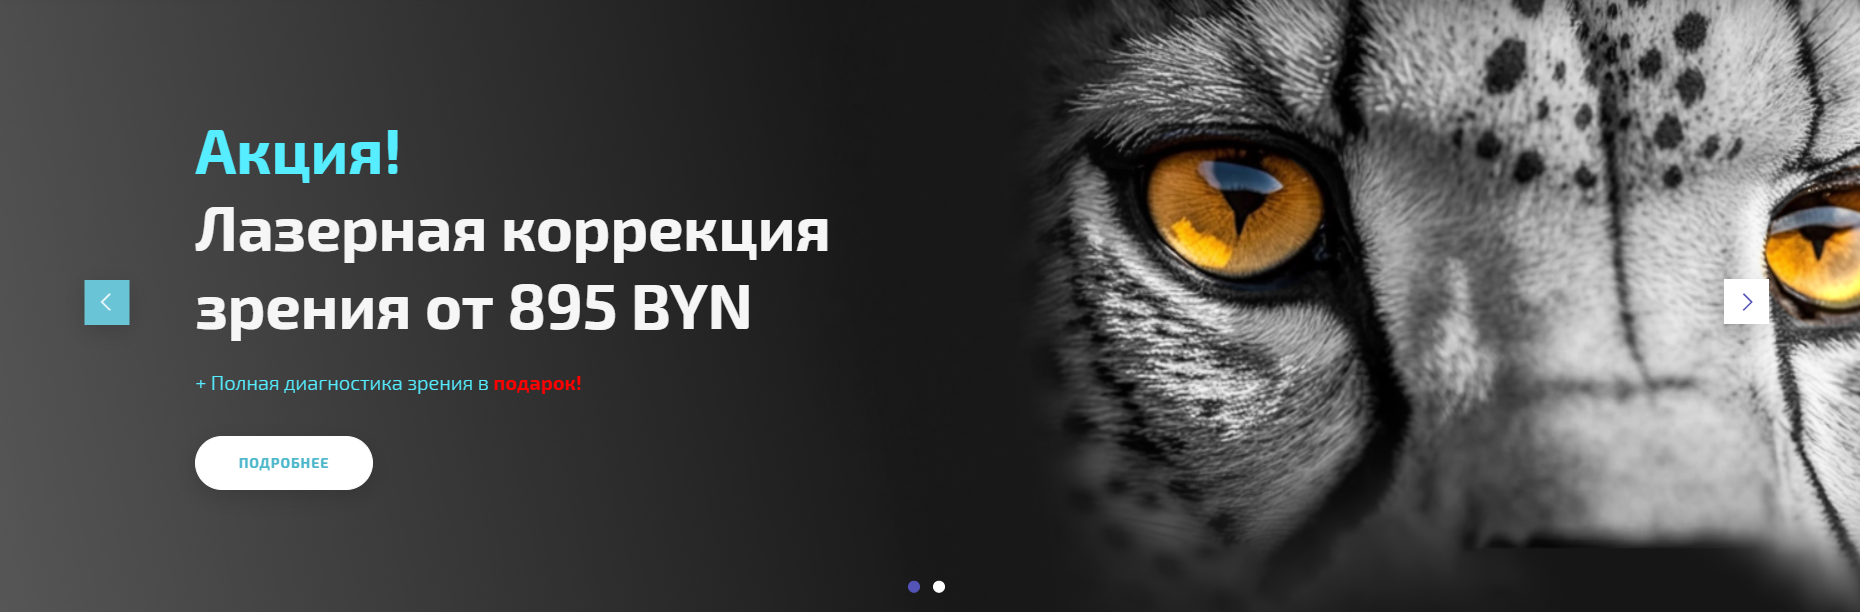 Акция!
Лазерная коррекция
зрения от 895 BYN
+ Полная диагностика зрения в подарок!
ПОДРОБНЕЕ